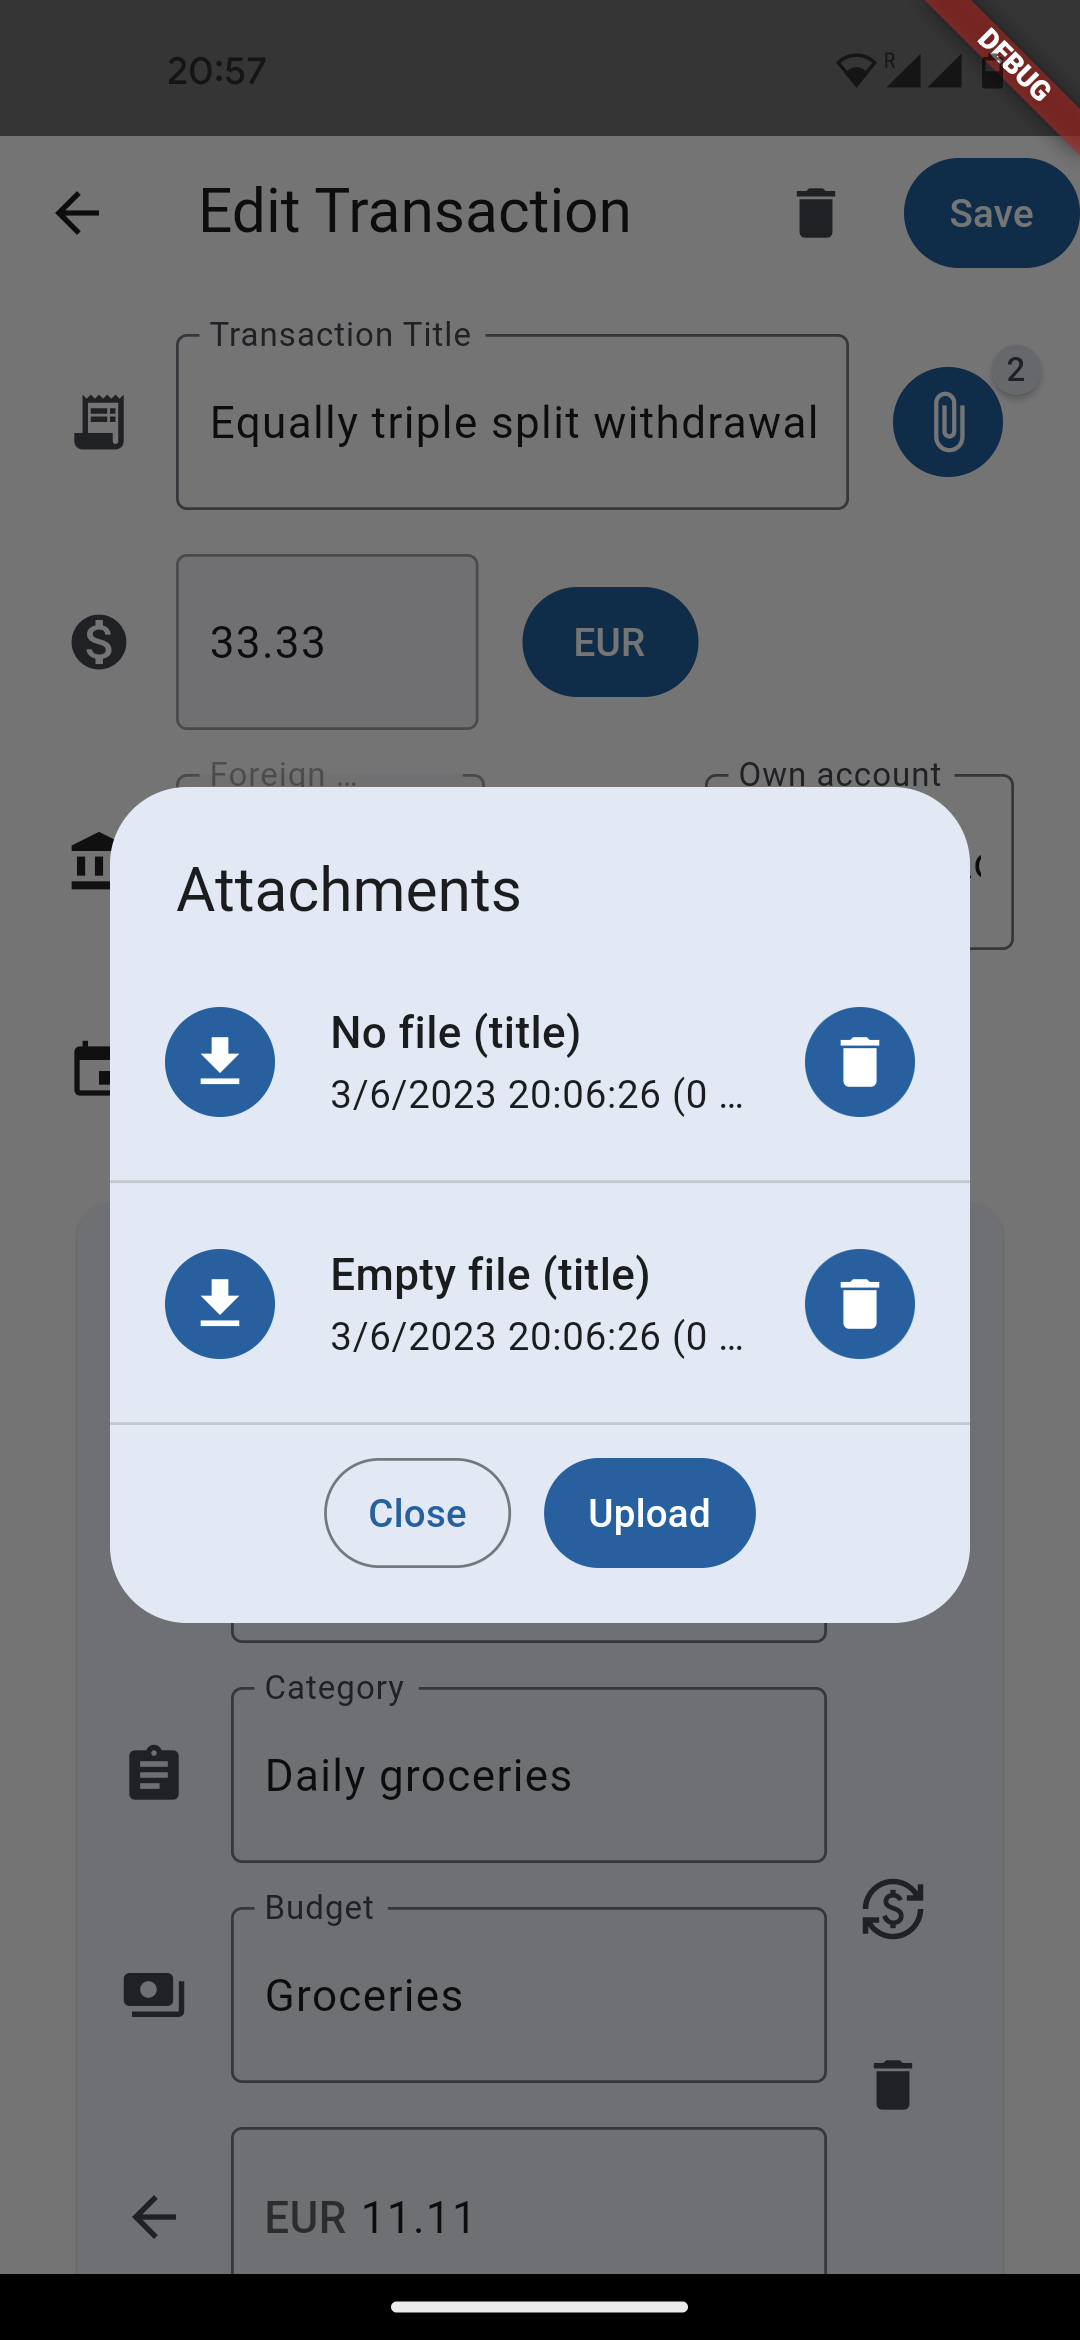 20:57
R
DEBUG
Edit Transaction
Save
Transaction Title
Equally triple split withdrawal
2
33.33
EUR
Foreign ...
Own account
Attachments
No file (title)
3/6/2023 20:06:26 (0 ...
Empty file (title)
3/6/2023 20:06:26 (0 ...
Close
Upload
Category
Daily groceries
Budget
Groceries
EUR 11.11